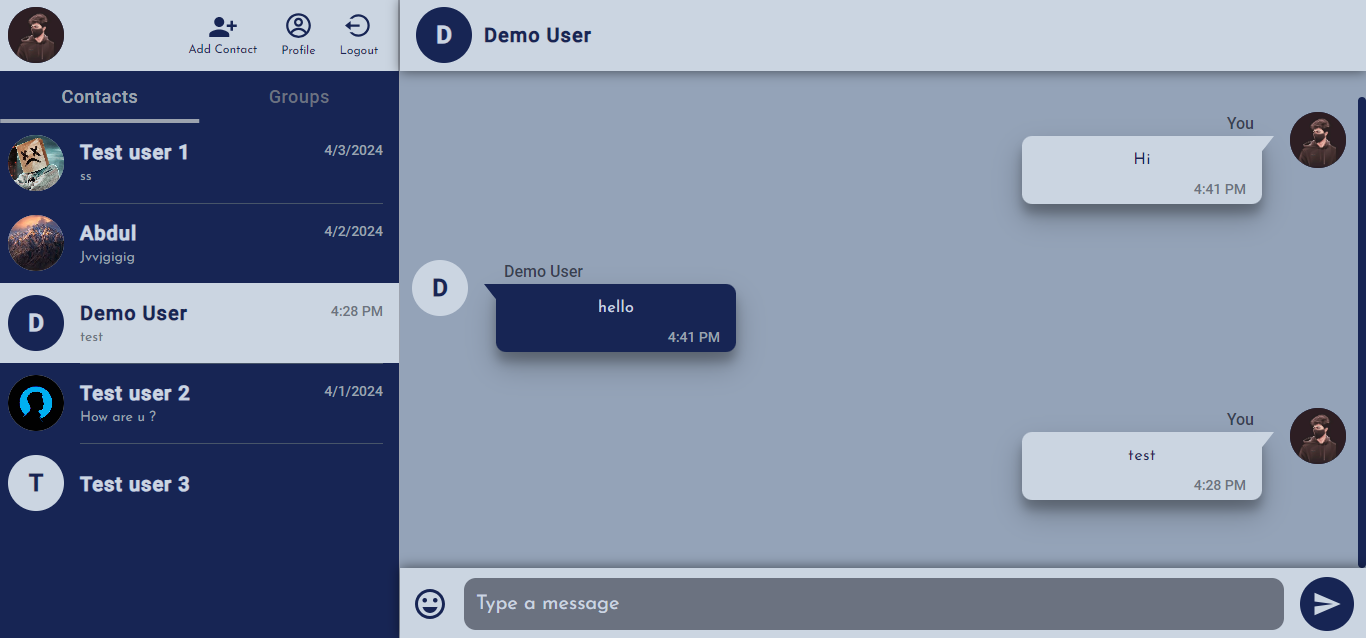 Add Contact
Profile
Logout
Contacts
Groups
Test user 1
4/3/2024
ss
Abdul
4/2/2024
Jvvjgigig
D
Demo User
4:28 PM
test
Test user 2
4/1/2024
How are u ?
T
Test user 3
D
Demo User
You
Hi
4:41 PM
Demo User
D
hello
4:41 PM
You
test
4:28 PM
Type a message